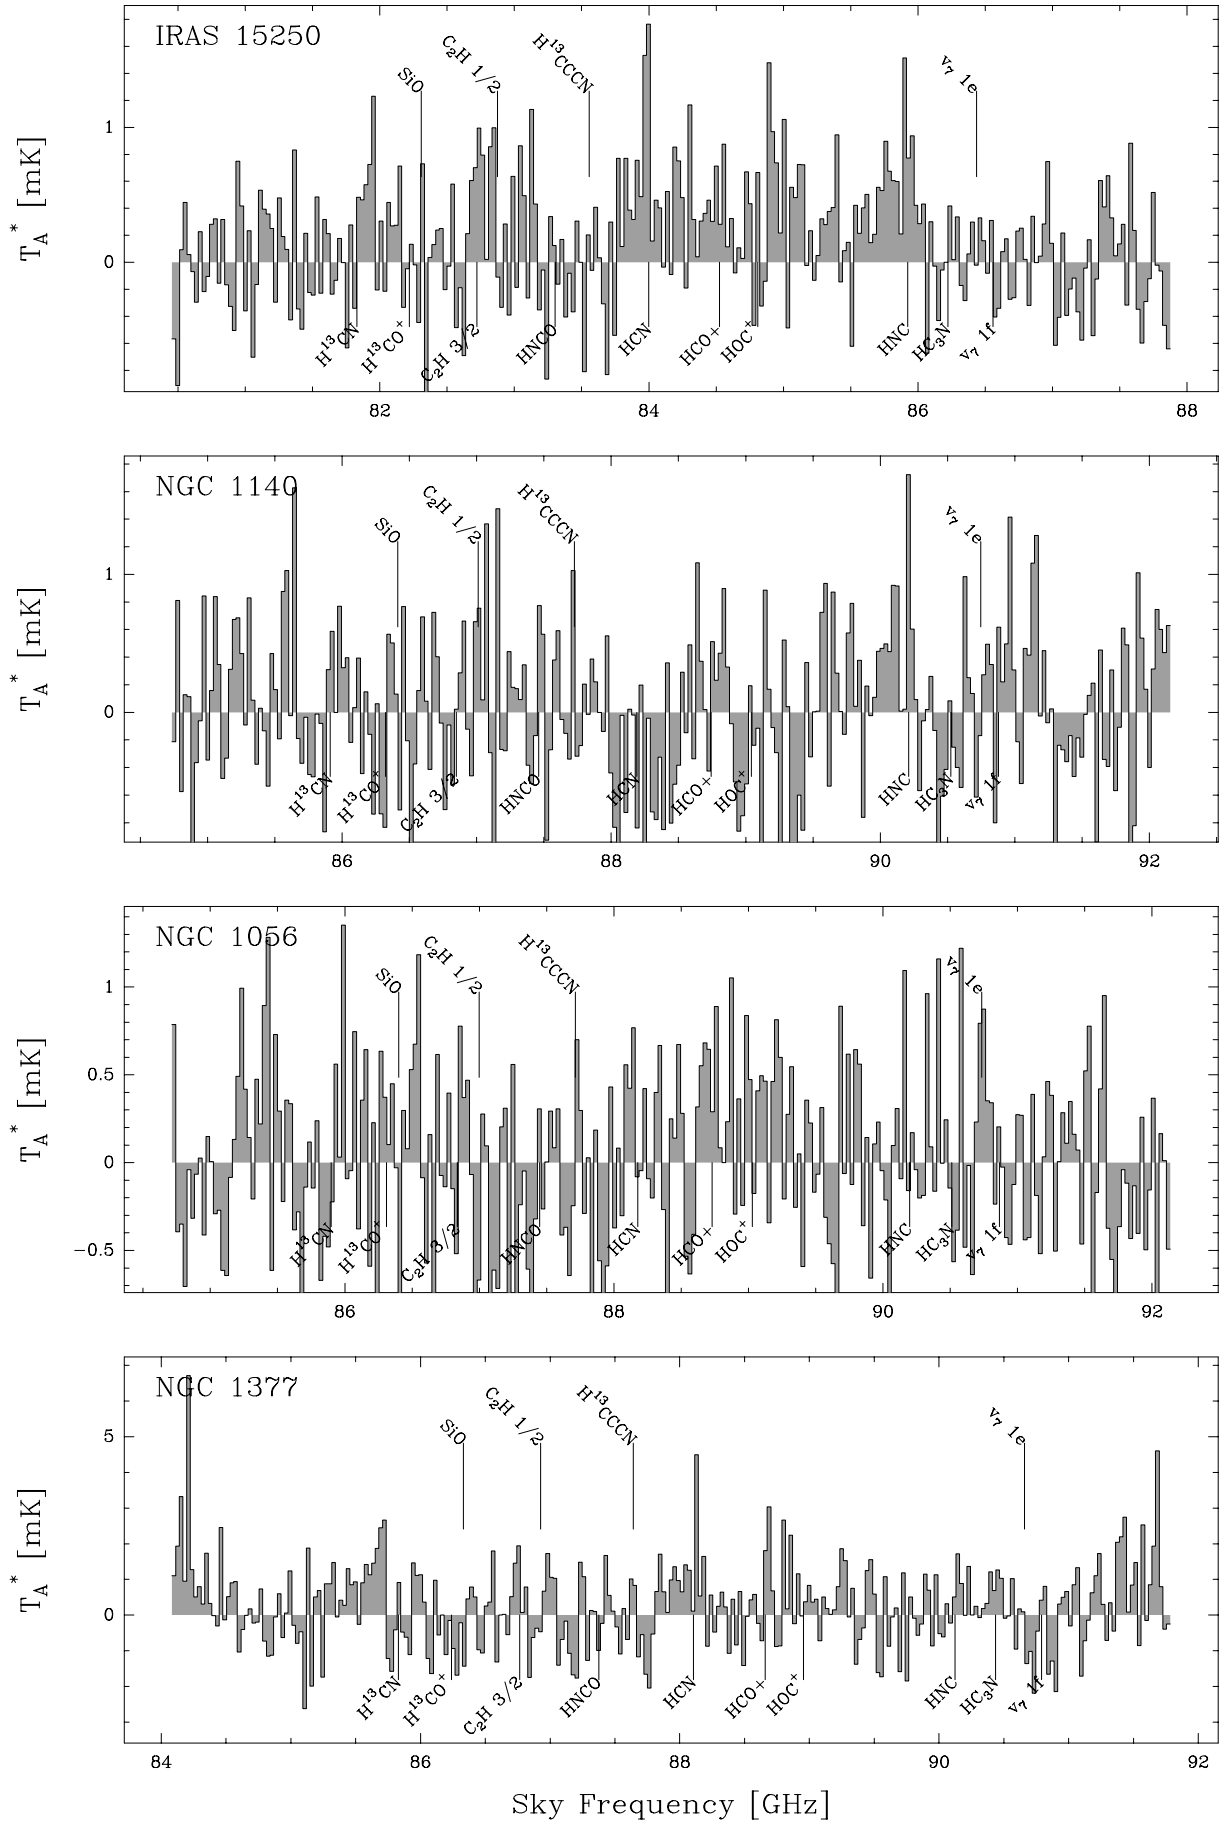 IRAS 15250
SiO
C₂H 1/2
H¹³CCCN
v₇ 1e
1
0
T_A^* [mK]
H¹³CN
H¹³CO⁺
C₂H 3/2
HNCO
HCN
HCO+
HOC⁺
HNC
HC₃N
v₇ 1f
82 84 86 88
NGC 1140
SiO
C₂H 1/2
H¹³CCCN
v₇ 1e
1
0
T_A^* [mK]
H¹³CN
H¹³CO⁺
C₂H 3/2
HNCO
HCN
HCO+
HOC⁺
HNC
HC₃N
v₇ 1f
86 88 90 92
NGC 1056
SiO
C₂H 1/2
H¹³CCCN
v₇ 1e
1
0.5
0
−0.5
T_A^* [mK]
H¹³CN
H¹³CO⁺
C₂H 3/2
HNCO
HCN
HCO+
HOC⁺
HNC
HC₃N
v₇ 1f
86 88 90 92
NGC 1377
SiO
C₂H 1/2
H¹³CCCN
v₇ 1e
5
0
T_A^* [mK]
H¹³CN
H¹³CO⁺
C₂H 3/2
HNCO
HCN
HCO+
HOC⁺
HNC
HC₃N
v₇ 1f
84 86 88 90 92
Sky Frequency [GHz]